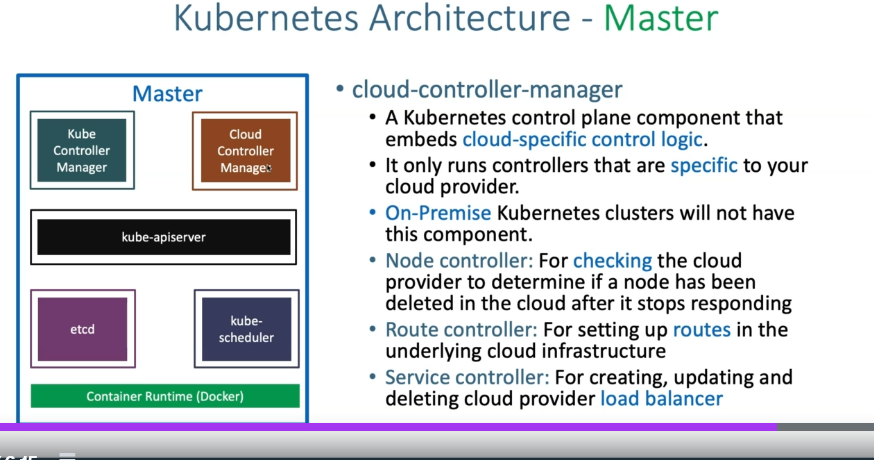 Kubernetes Architecture - Master
Master
Kube
Controller
Manager
Cloud
Controller
Manager
kube-apiserver
etcd
kube-
scheduler
Container Runtime (Docker)
• cloud-controller-manager
• A Kubernetes control plane component that
embeds cloud-specific control logic.
• It only runs controllers that are specific to your
cloud provider.
• On-Premise Kubernetes clusters will not have
this component.
• Node controller: For checking the cloud
provider to determine if a node has been
deleted in the cloud after it stops responding
• Route controller: For setting up routes in the
underlying cloud infrastructure
• Service controller: For creating, updating and
deleting cloud provider load balancer